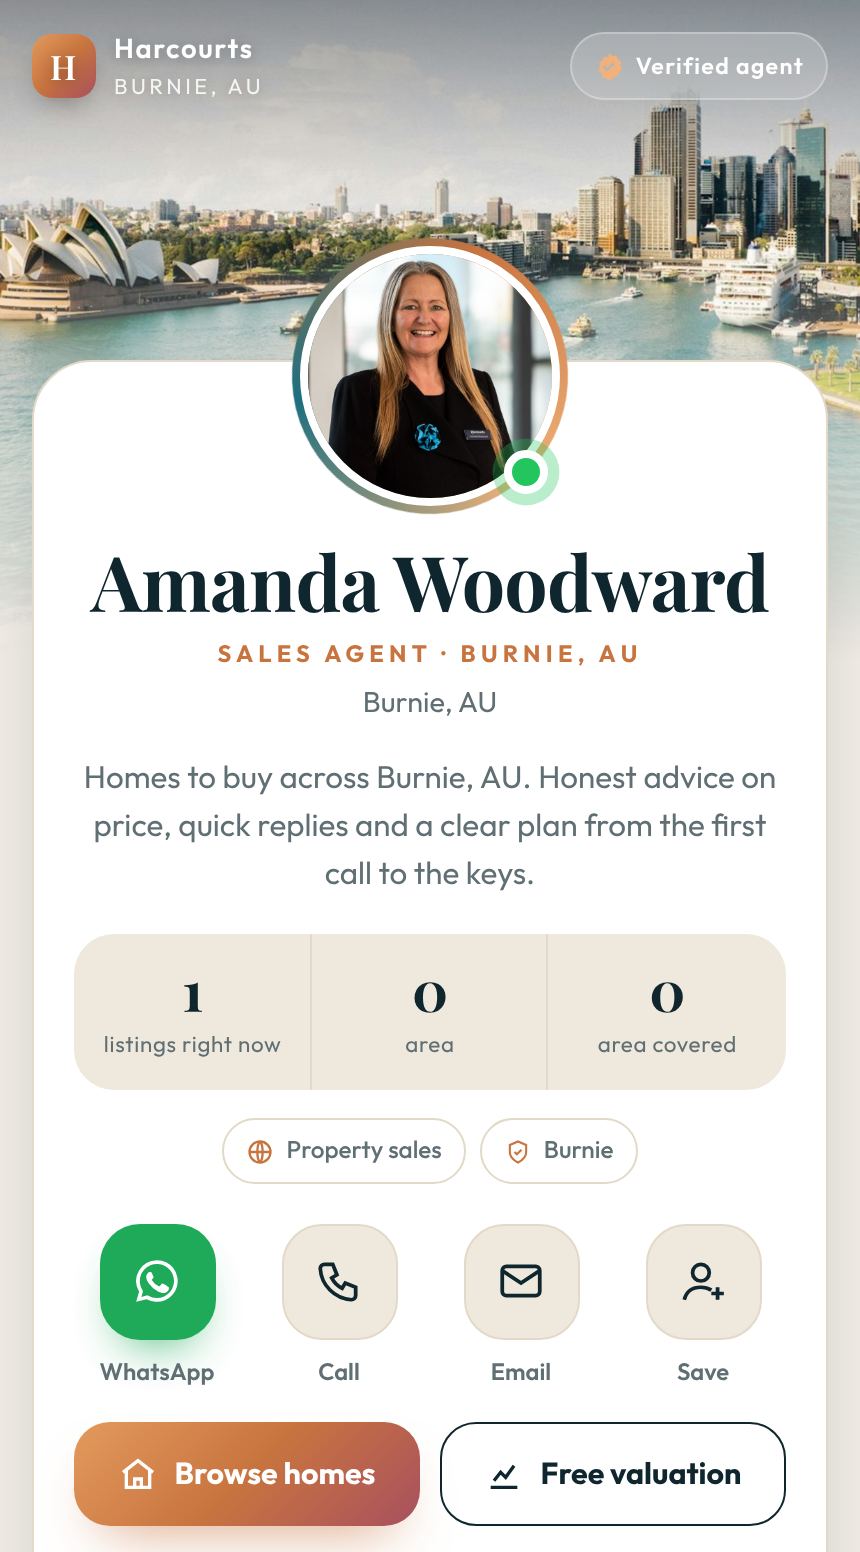 H
Harcourts
BURNIE, AU
Verified agent
Amanda Woodward
SALES AGENT · BURNIE, AU
Burnie, AU
Homes to buy across Burnie, AU. Honest advice on
price, quick replies and a clear plan from the first
call to the keys.
1
listings right now
0
area
0
area covered
Property sales
Burnie
WhatsApp
Call
Email
Save
Browse homes
Free valuation